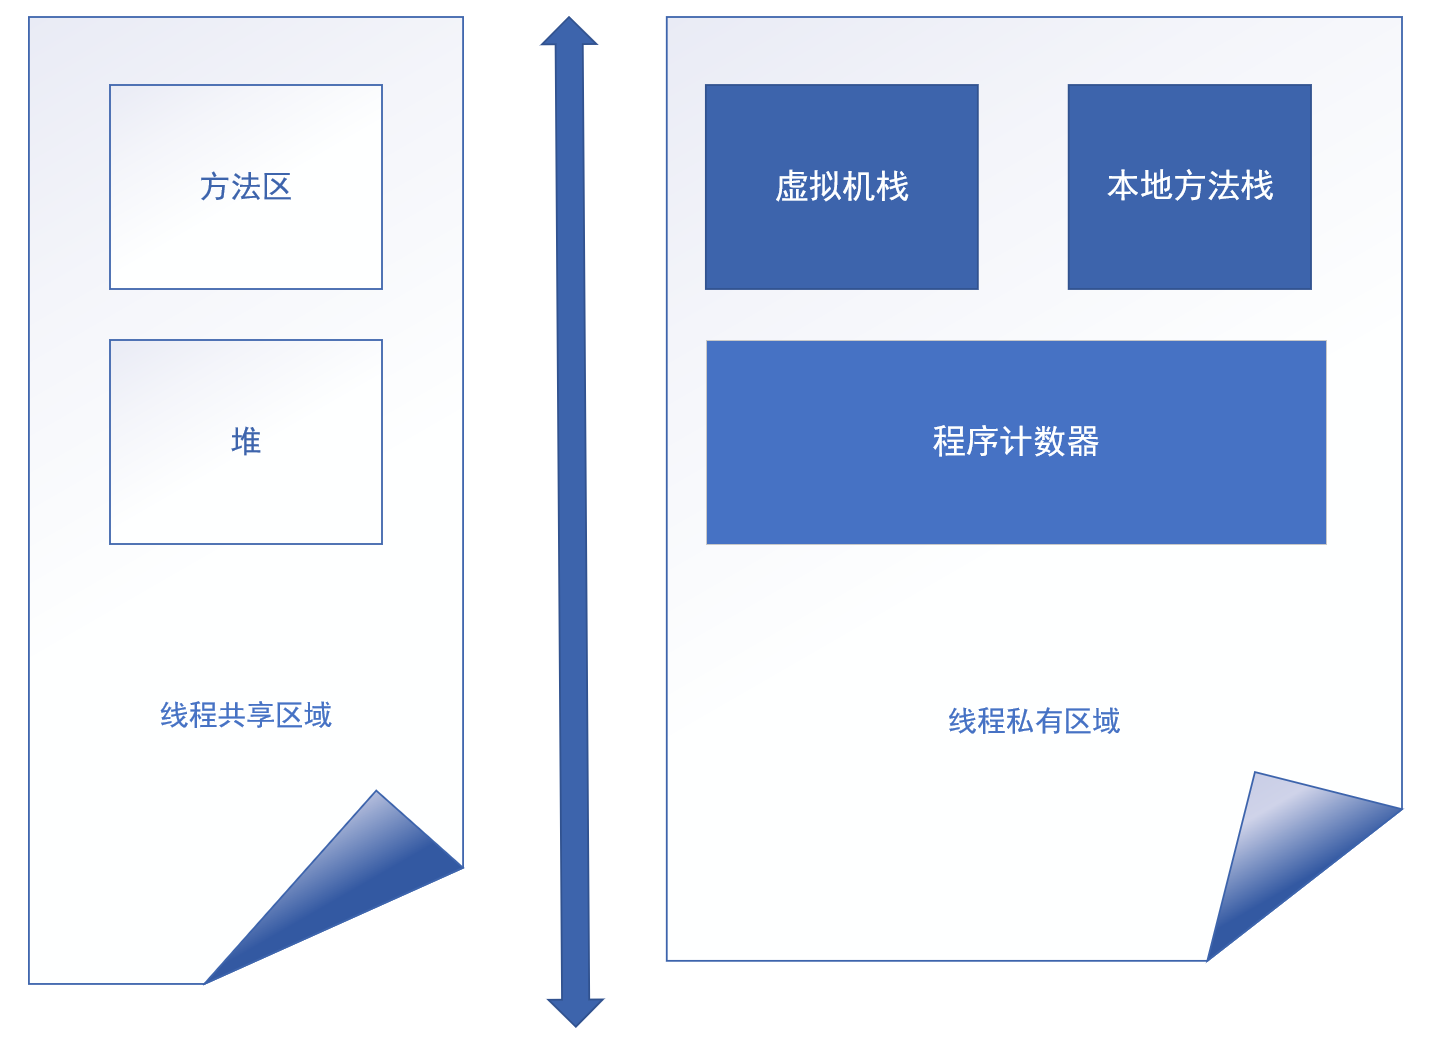 方法区
堆
线程共享区域
虚拟机栈
本地方法栈
程序计数器
线程私有区域